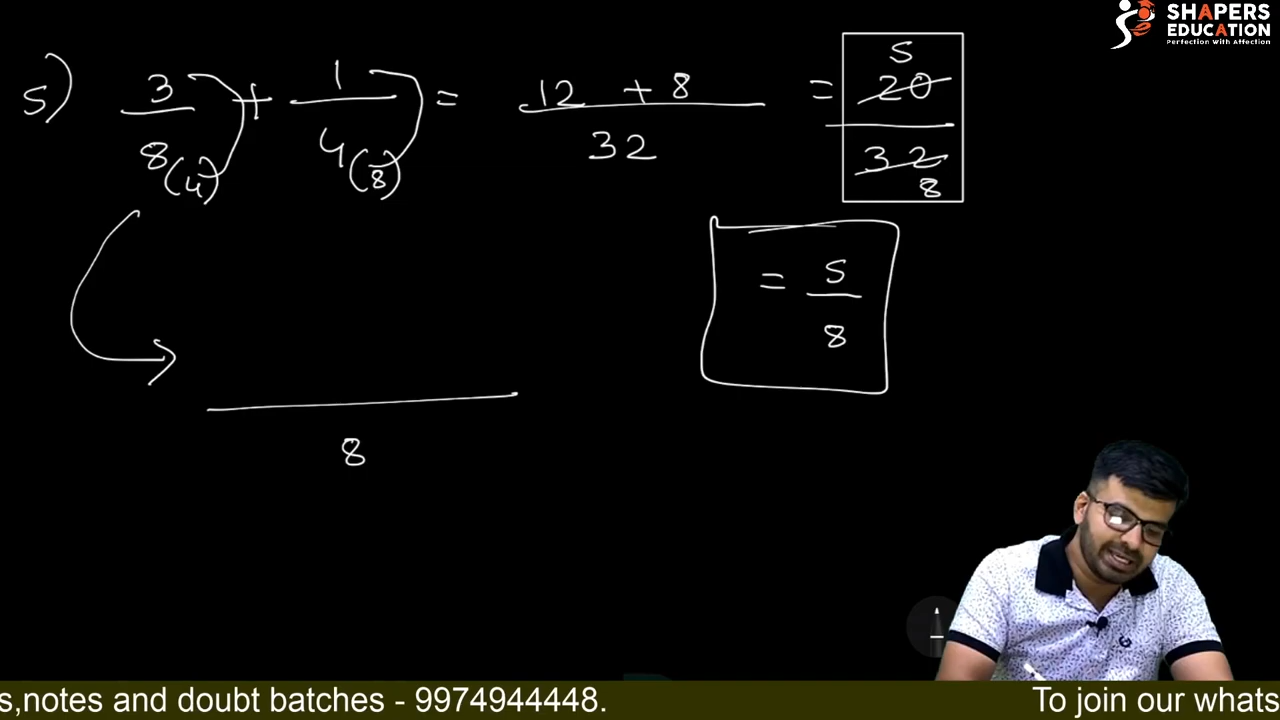 SHAPERS
EDUCATION
Perfection With Affection
5) 3/8(4) + 1/4(8) = 12 + 8/32 = 20/32
5
8
= 5/8
8
s,notes and doubt batches - 9974944448.
To join our whats